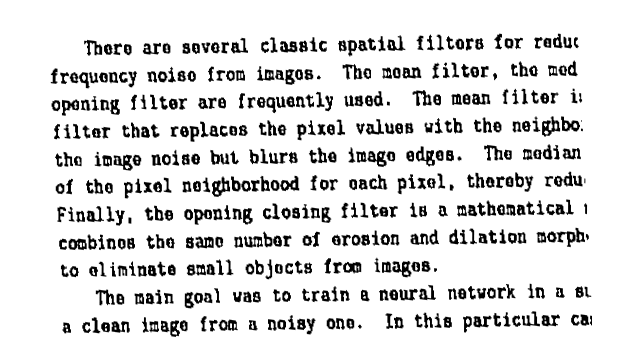 There are several classic spatial filters for reduc
frequency noise from images. The mean filter, the med
opening filter are frequently used. The mean filter i
filter that replaces the pixel values with the neighbo
the image noise but blurs the image edges. The median
of the pixel neighborhood for each pixel, thereby redu
Finally, the opening closing filter is a mathematical
combines the same number of erosion and dilation morph
to eliminate small objects from images.
The main goal was to train a neural network in a su
a clean image from a noisy one. In this particular ca